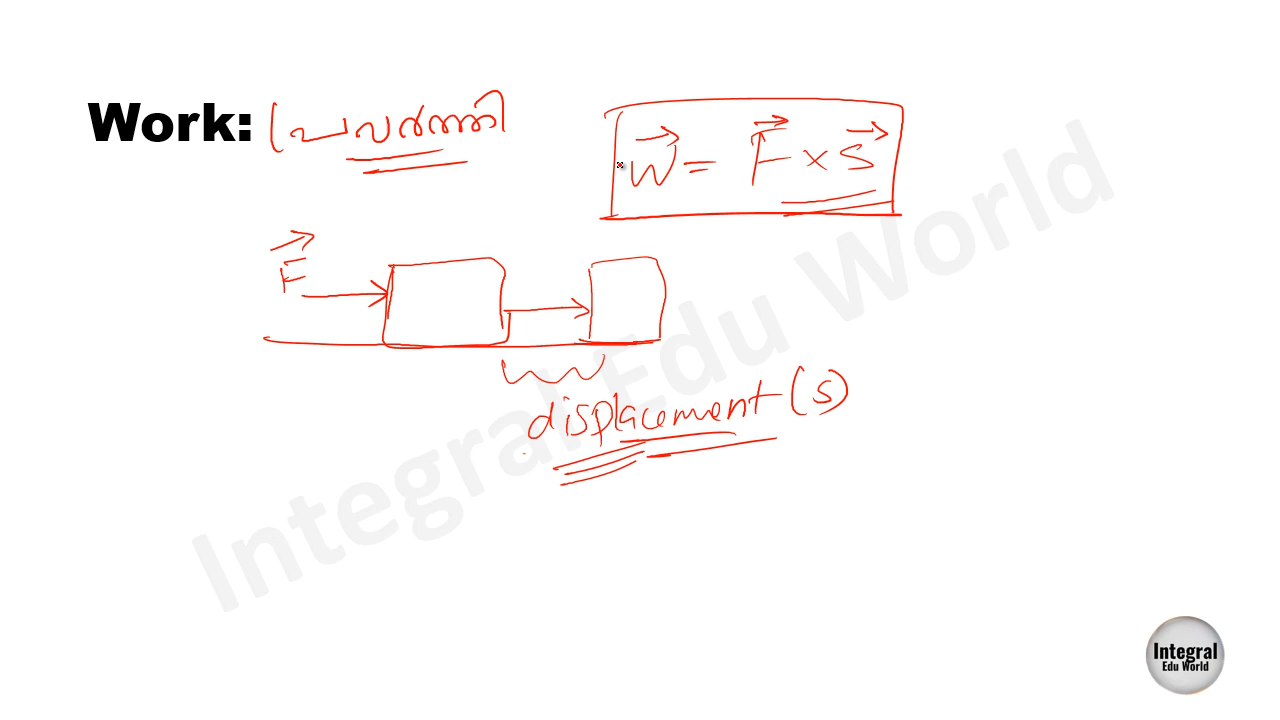 Work: പ്രവർത്തി
W⃗ = F⃗ × S⃗
F⃗
displacement (s)
Integral Edu World
Integral
Edu World